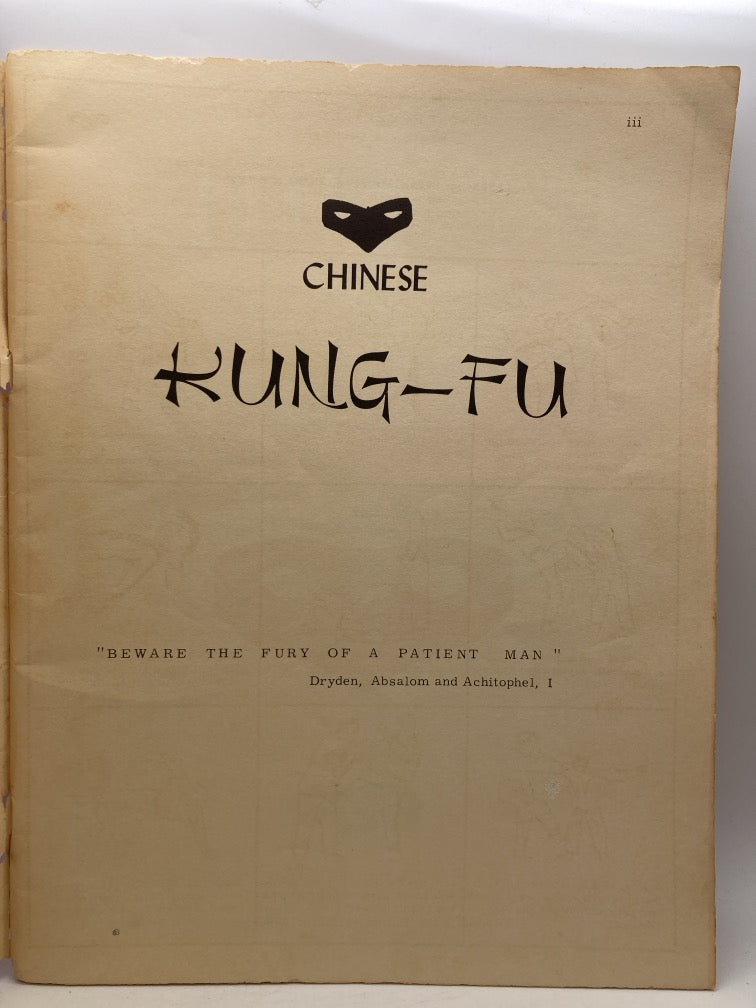 iii
CHINESE
KUNG-FU
"BEWARE THE FURY OF A PATIENT MAN"
Dryden, Absalom and Achitophel, I